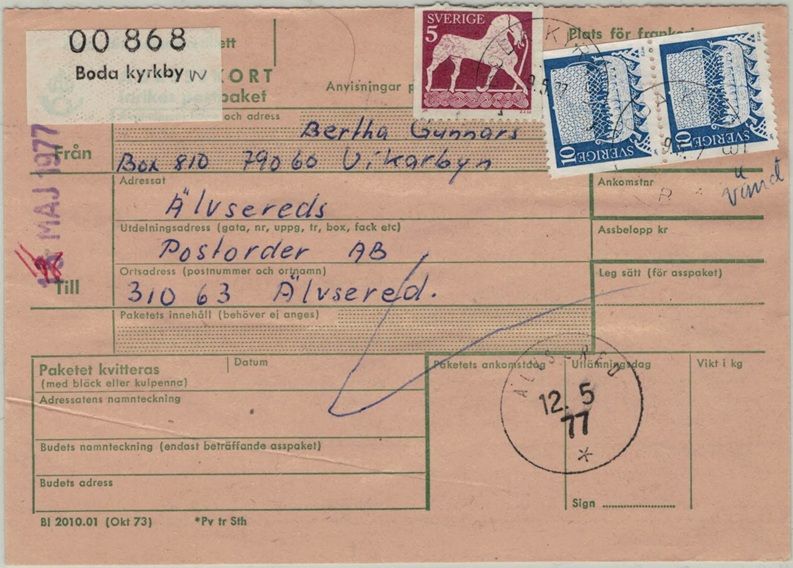 00 868
Boda kyrkby
KORT
paket
Anvisningar
Plats för
SVERIGE
5
10 SVERIGE
10 SVERIGE
och adress
Från
Bertha Gunnars
Box 810 79060 Vikarbyn
MAJ 1977
Adressat
Älvsereds
Ankomstnr
Utdelningsadress (gata, nr, uppg, tr, box, fack etc)
Postorder AB
Assbelopp kr
Ortsadress (postnummer och ortnamn)
310 63 Älvsered.
Leg sätt (för asspaket)
Till
Paketets innehåll (behöver ej anges)
Paketet kvitteras
(med bläck eller kulpenna)
Datum
Paketets ankomstdag
Utlämningsdag
Vikt i kg
Adressatens namnteckning
ÄLVSERED
12. 5
77
*
Budets namnteckning (endast beträffande asspaket)
Budets adress
Sign
Bl 2010.01 (Okt 73) *Pv tr Sth